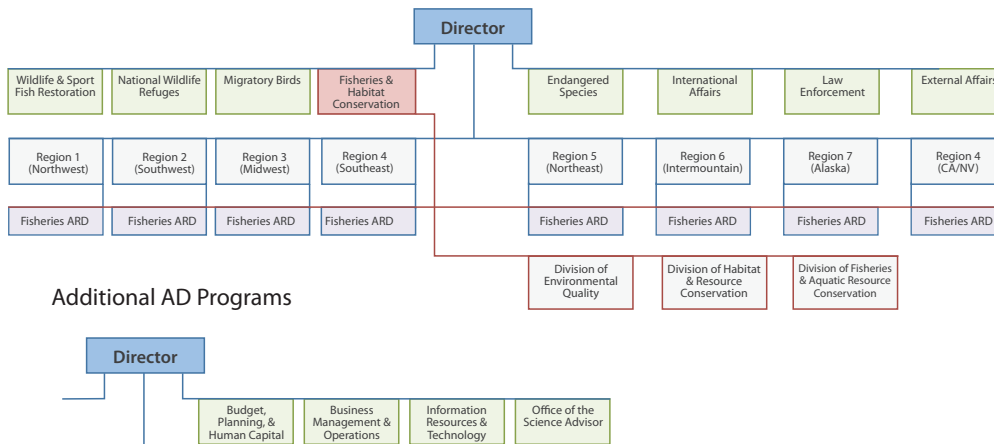 Director
Wildlife & Sport
Fish Restoration
National Wildlife
Refuges
Migratory Birds
Fisheries &
Habitat
Conservation
Endangered
Species
International
Affairs
Law
Enforcement
External Affairs
Region 1
(Northwest)
Region 2
(Southwest)
Region 3
(Midwest)
Region 4
(Southeast)
Region 5
(Northeast)
Region 6
(Intermountain)
Region 7
(Alaska)
Region 4
(CA/NV)
Fisheries ARD
Fisheries ARD
Fisheries ARD
Fisheries ARD
Fisheries ARD
Fisheries ARD
Fisheries ARD
Fisheries ARD
Division of
Environmental
Quality
Division of Habitat
& Resource
Conservation
Division of Fisheries
& Aquatic Resource
Conservation
Additional AD Programs
Director
Budget,
Planning, &
Human Capital
Business
Management &
Operations
Information
Resources &
Technology
Office of the
Science Advisor